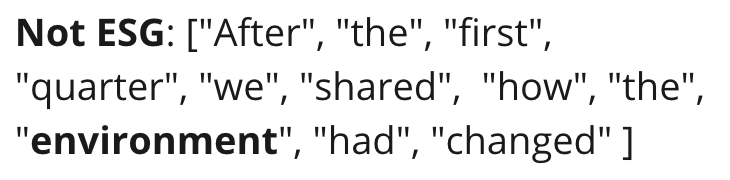 Not ESG: ["After", "the", "first",
"quarter", "we", "shared",  "how", "the",
"environment", "had", "changed" ]